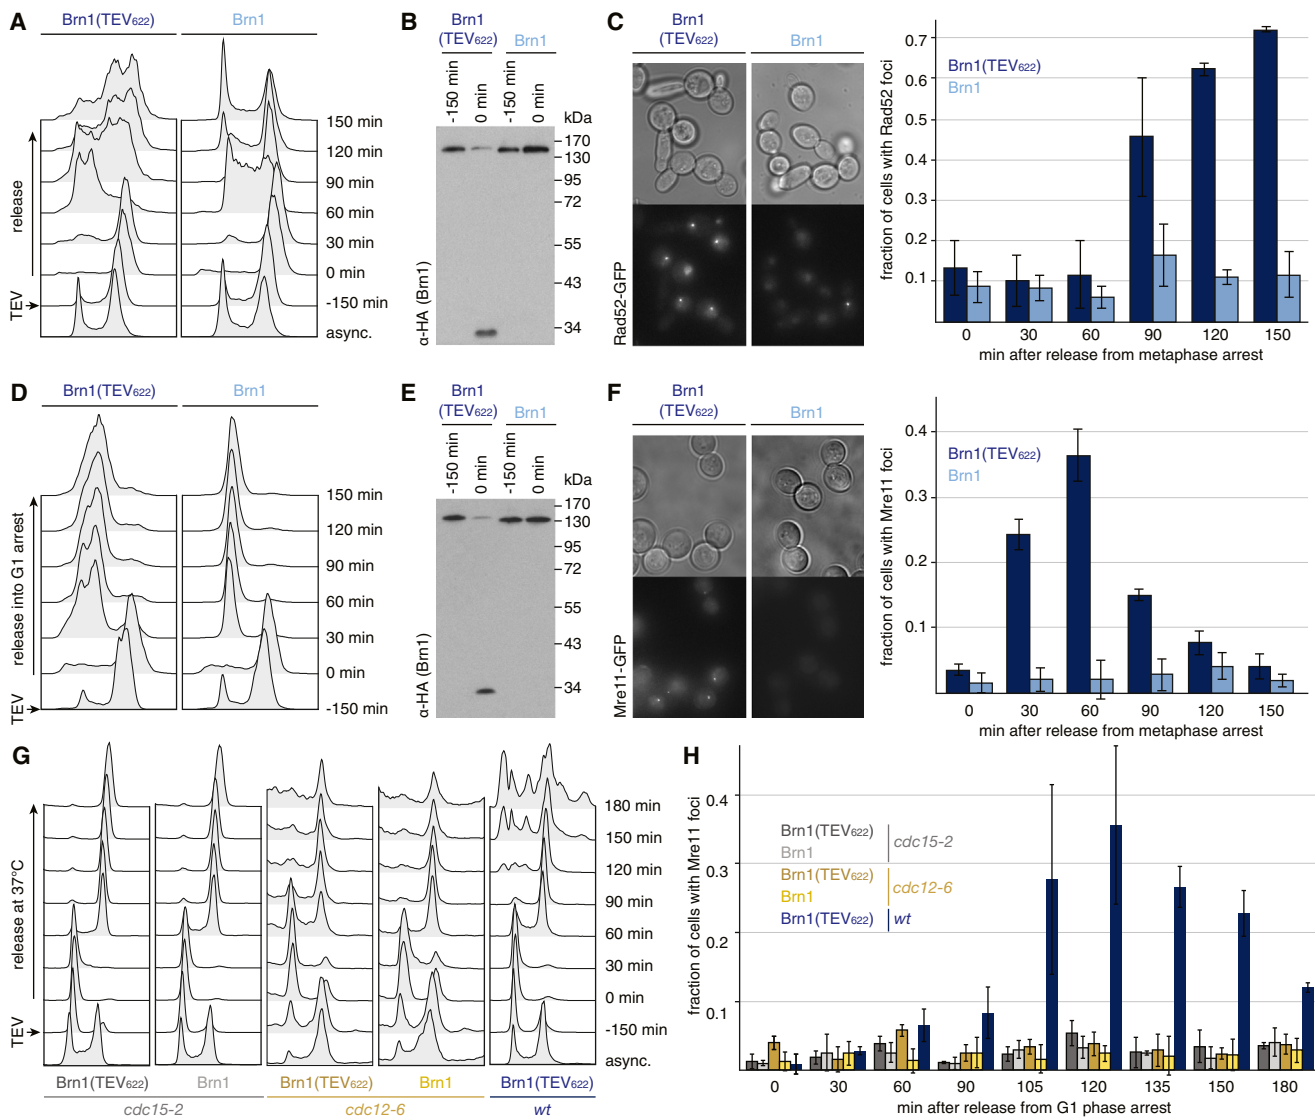 A
Brn1(TEV622)
Brn1
release
TEV
150 min
120 min
90 min
60 min
30 min
0 min
-150 min
async.
B
Brn1
(TEV622)
Brn1
-150 min
0 min
-150 min
0 min
kDa
170
130
95
72
55
43
34
α-HA (Brn1)
C
Brn1
(TEV622)
Brn1
Rad52-GFP
fraction of cells with Rad52 foci
0.7
0.6
0.5
0.4
0.3
0.2
0.1
Brn1(TEV622)
Brn1
0 30 60 90 120 150
min after release from metaphase arrest
D
Brn1(TEV622)
Brn1
release into G1 arrest
TEV
150 min
120 min
90 min
60 min
30 min
0 min
-150 min
E
Brn1
(TEV622)
Brn1
-150 min
0 min
-150 min
0 min
kDa
170
130
95
72
55
43
34
α-HA (Brn1)
F
Brn1
(TEV622)
Brn1
Mre11-GFP
fraction of cells with Mre11 foci
0.4
0.3
0.2
0.1
Brn1(TEV622)
Brn1
0 30 60 90 120 150
min after release from metaphase arrest
G
release at 37°C
TEV
180 min
150 min
120 min
90 min
60 min
30 min
0 min
-150 min
async.
Brn1(TEV622) Brn1 Brn1(TEV622) Brn1 Brn1(TEV622)
cdc15-2 cdc12-6 wt
H
fraction of cells with Mre11 foci
0.4
0.3
0.2
0.1
Brn1(TEV622)
Brn1
cdc15-2
Brn1(TEV622)
Brn1
cdc12-6
Brn1(TEV622) wt
0 30 60 90 105 120 135 150 180
min after release from G1 phase arrest